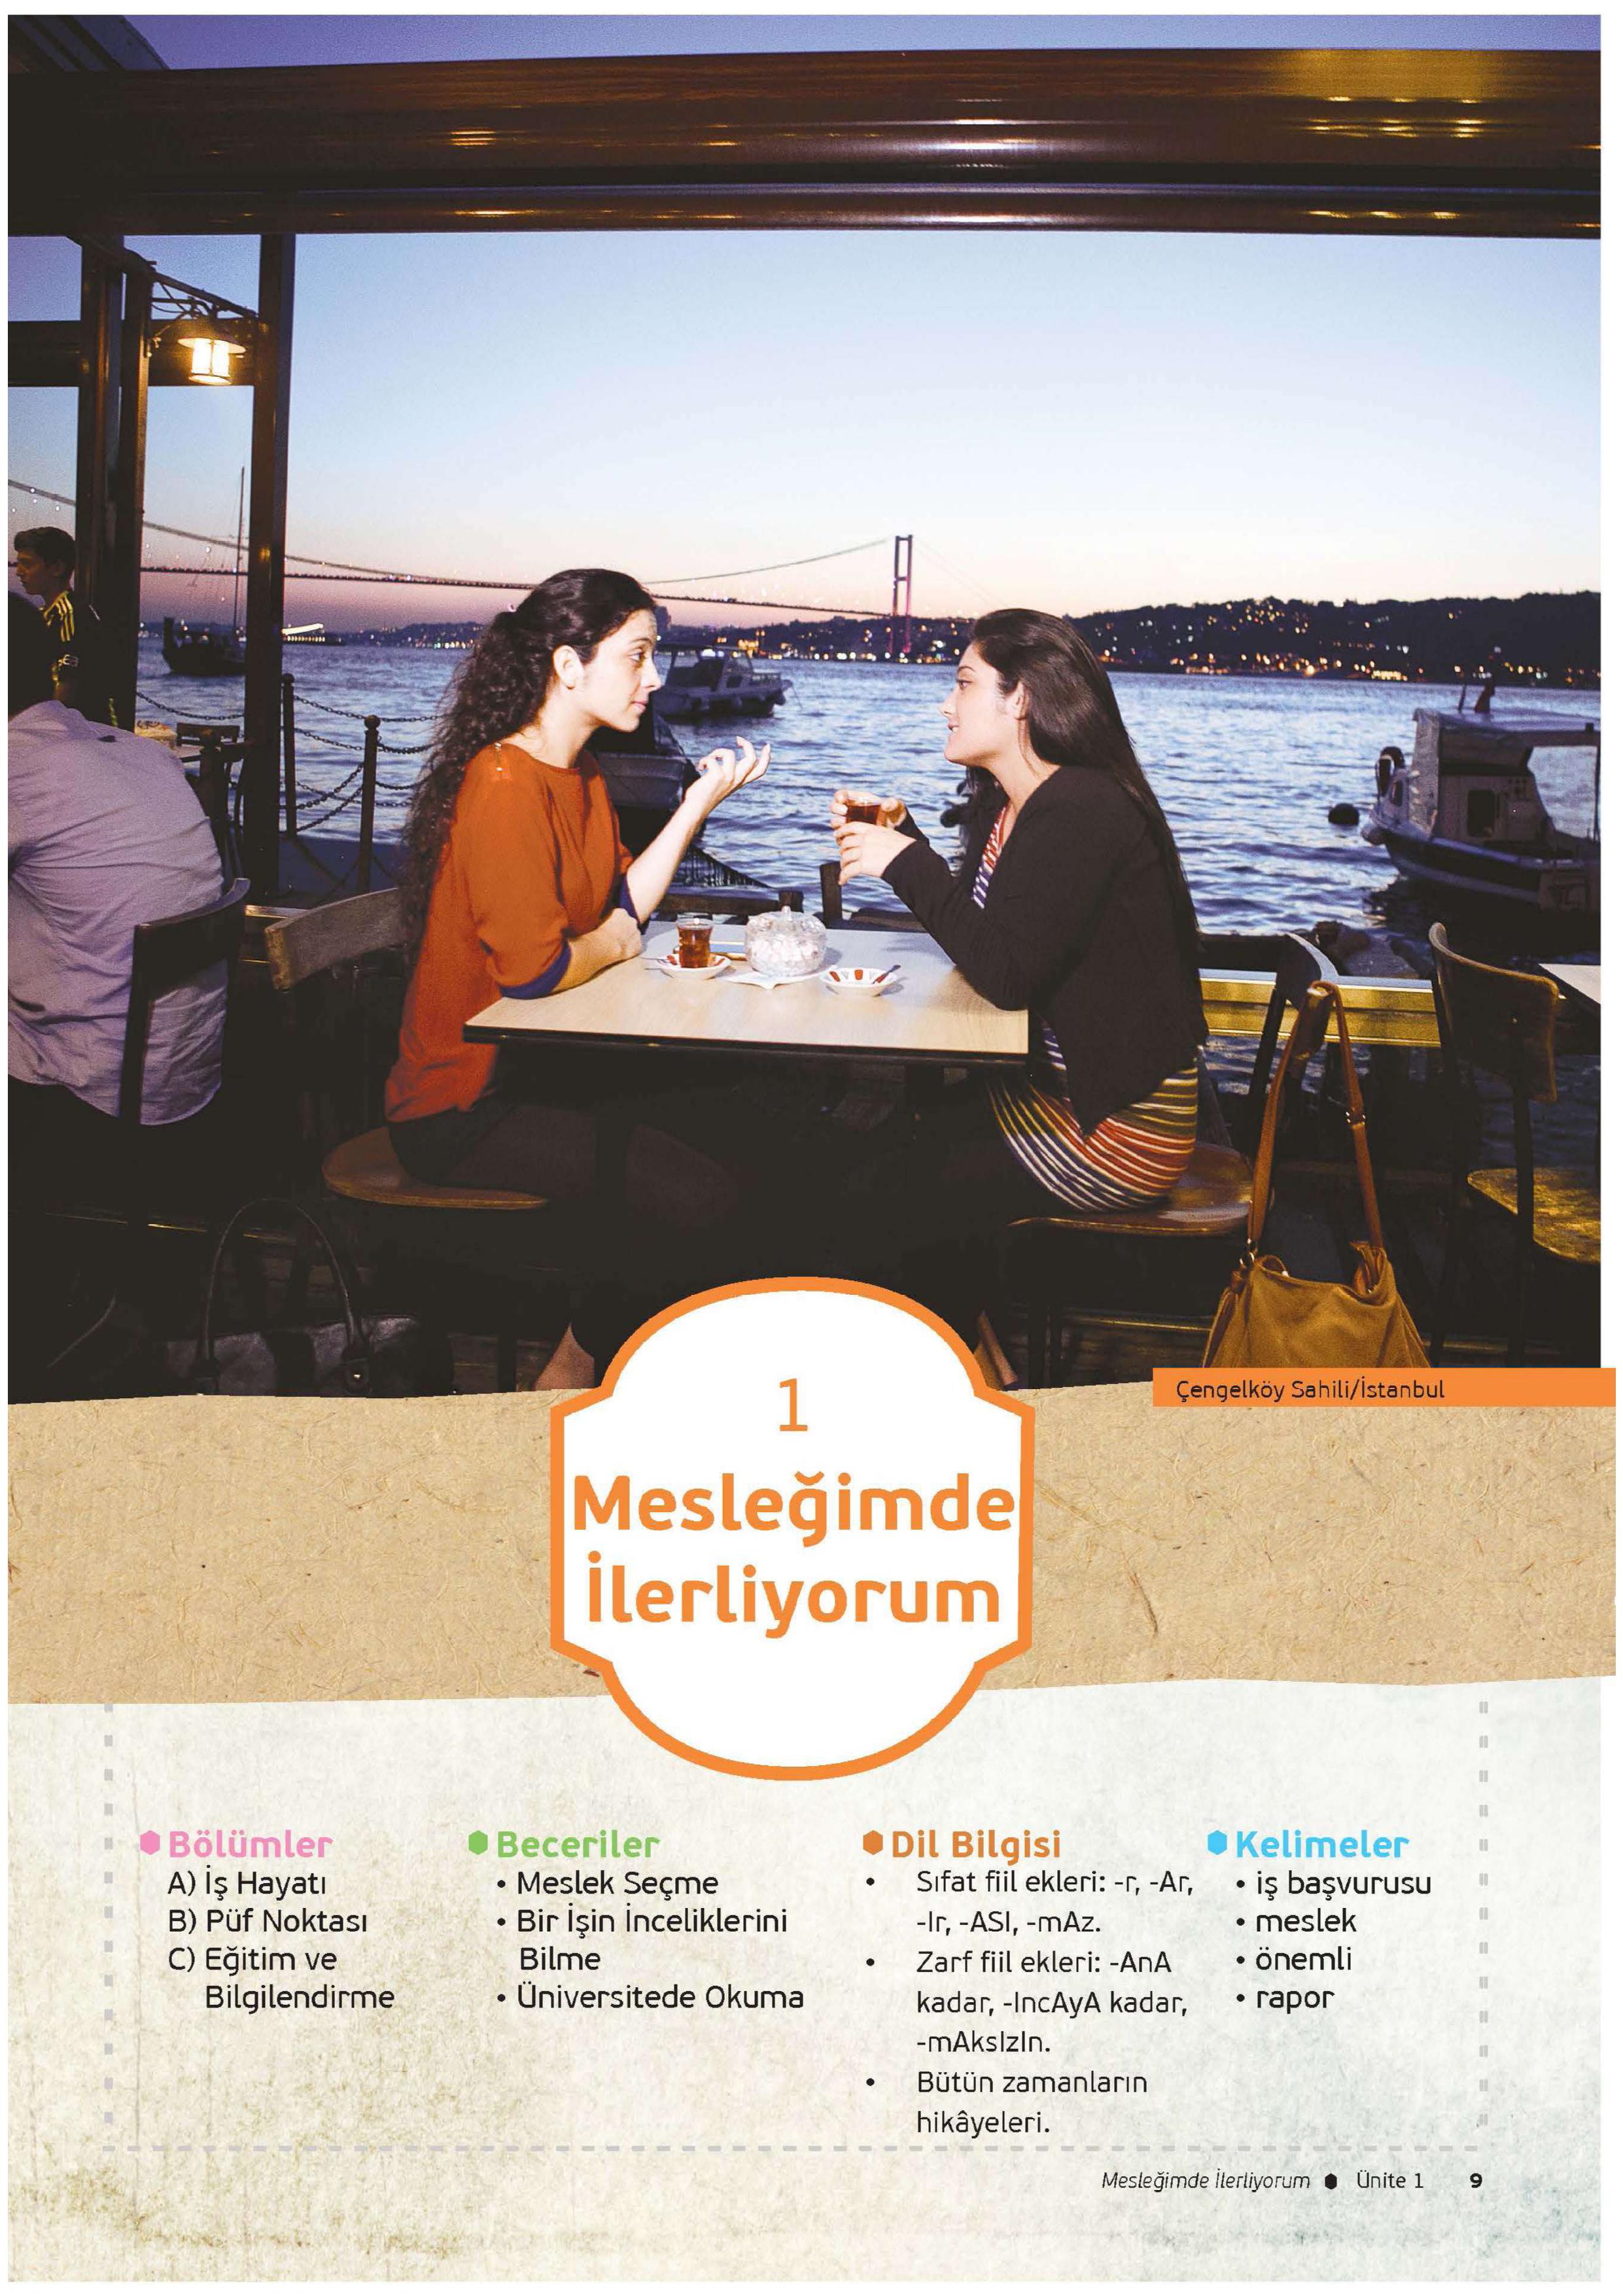 Çengelköy Sahili/İstanbul
1
Mesleğimde
İlerliyorum
Bölümler
A) İş Hayatı
B) Püf Noktası
C) Eğitim ve
Bilgilendirme
Beceriler
• Meslek Seçme
• Bir İşin İnceliklerini
Bilme
• Üniversitede Okuma
Dil Bilgisi
• Sıfat fiil ekleri: -r, -Ar,
-Ir, -ASI, -mAz.
• Zarf fiil ekleri: -AnA
kadar, -IncAyA kadar,
-mAksIzIn.
• Bütün zamanların
hikâyeleri.
Kelimeler
• iş başvurusu
• meslek
• önemli
• rapor
Mesleğimde İlerliyorum Ünite 1 9